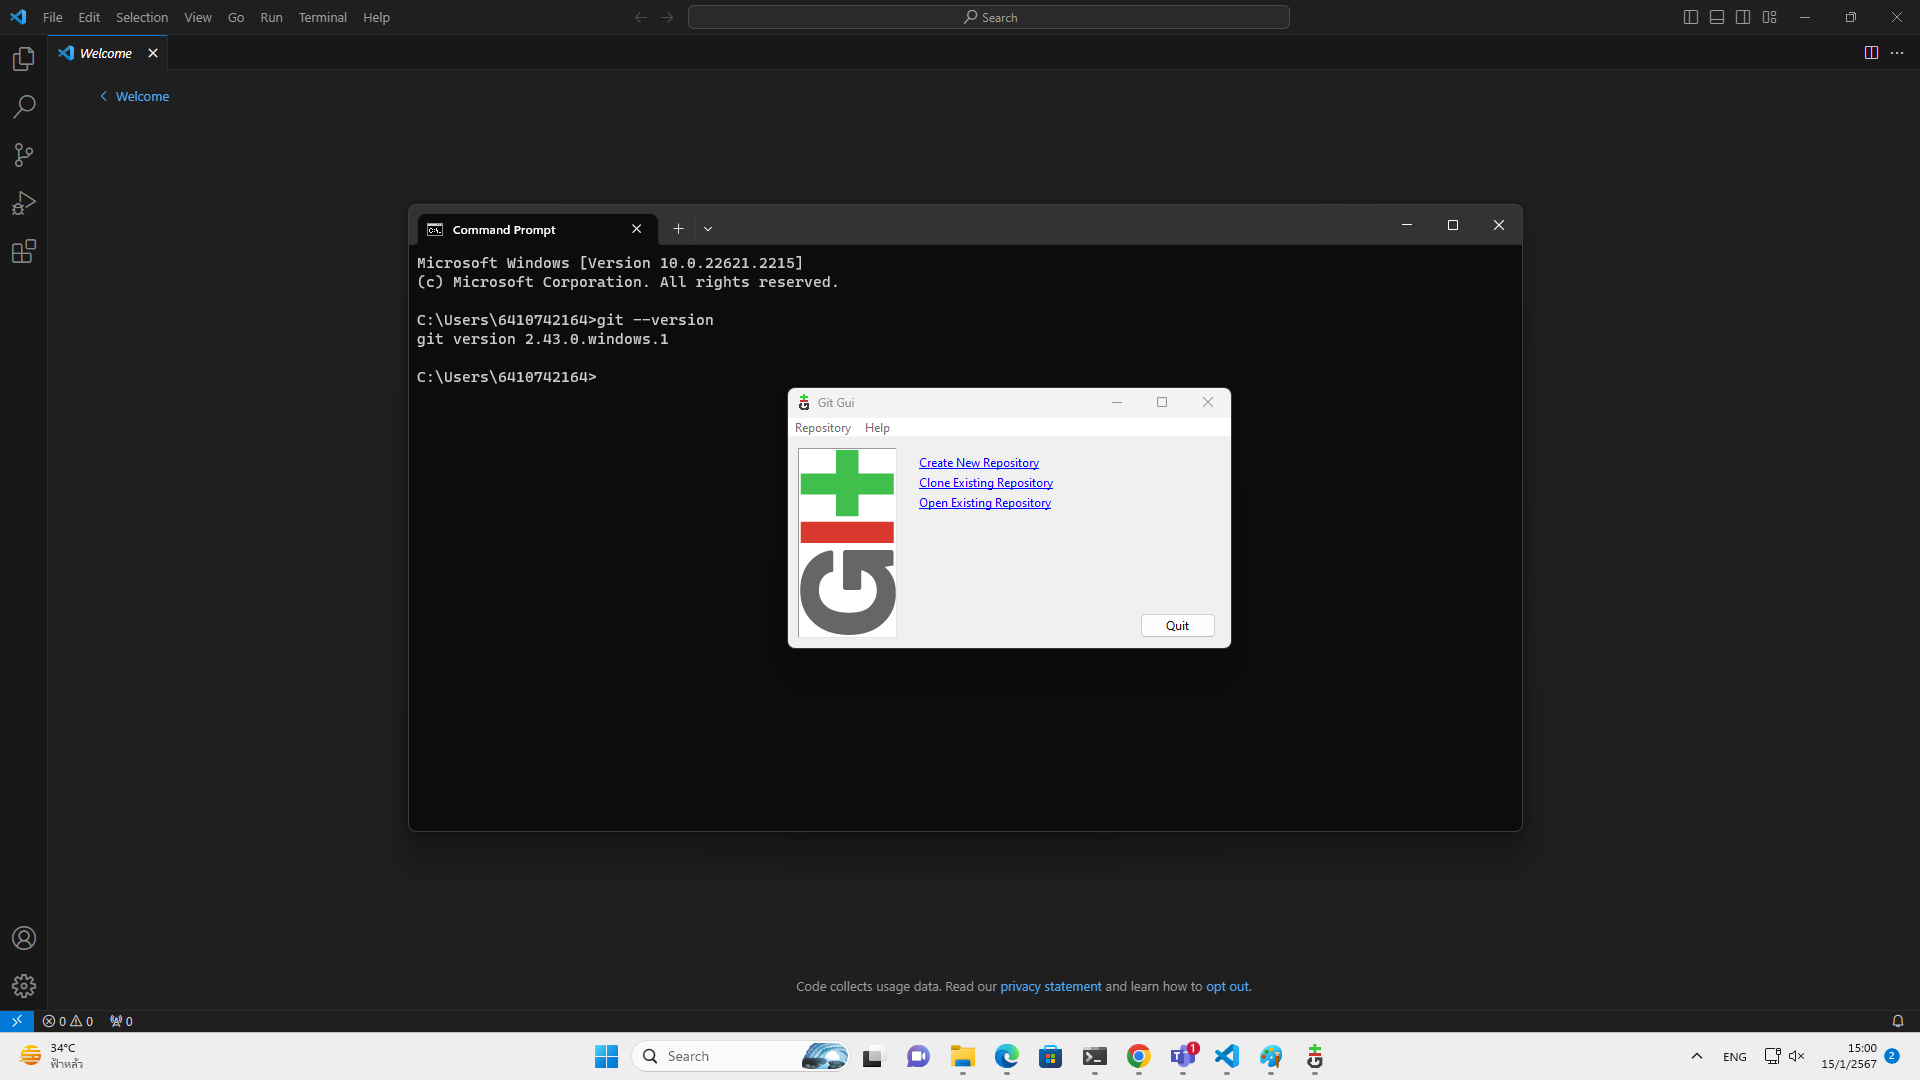 File Edit Selection View Go Run Terminal Help
Search
Welcome
Welcome
Command Prompt
Microsoft Windows [Version 10.0.22621.2215]
(c) Microsoft Corporation. All rights reserved.
C:\Users\6410742164>git --version
git version 2.43.0.windows.1
C:\Users\6410742164>
Git Gui
Repository Help
Create New Repository
Clone Existing Repository
Open Existing Repository
Git
Quit
Code collects usage data. Read our privacy statement and learn how to opt out.
0 0 0
34°C
ฟ้าหลัว
Search
1
ENG
15:00
15/1/2567
2